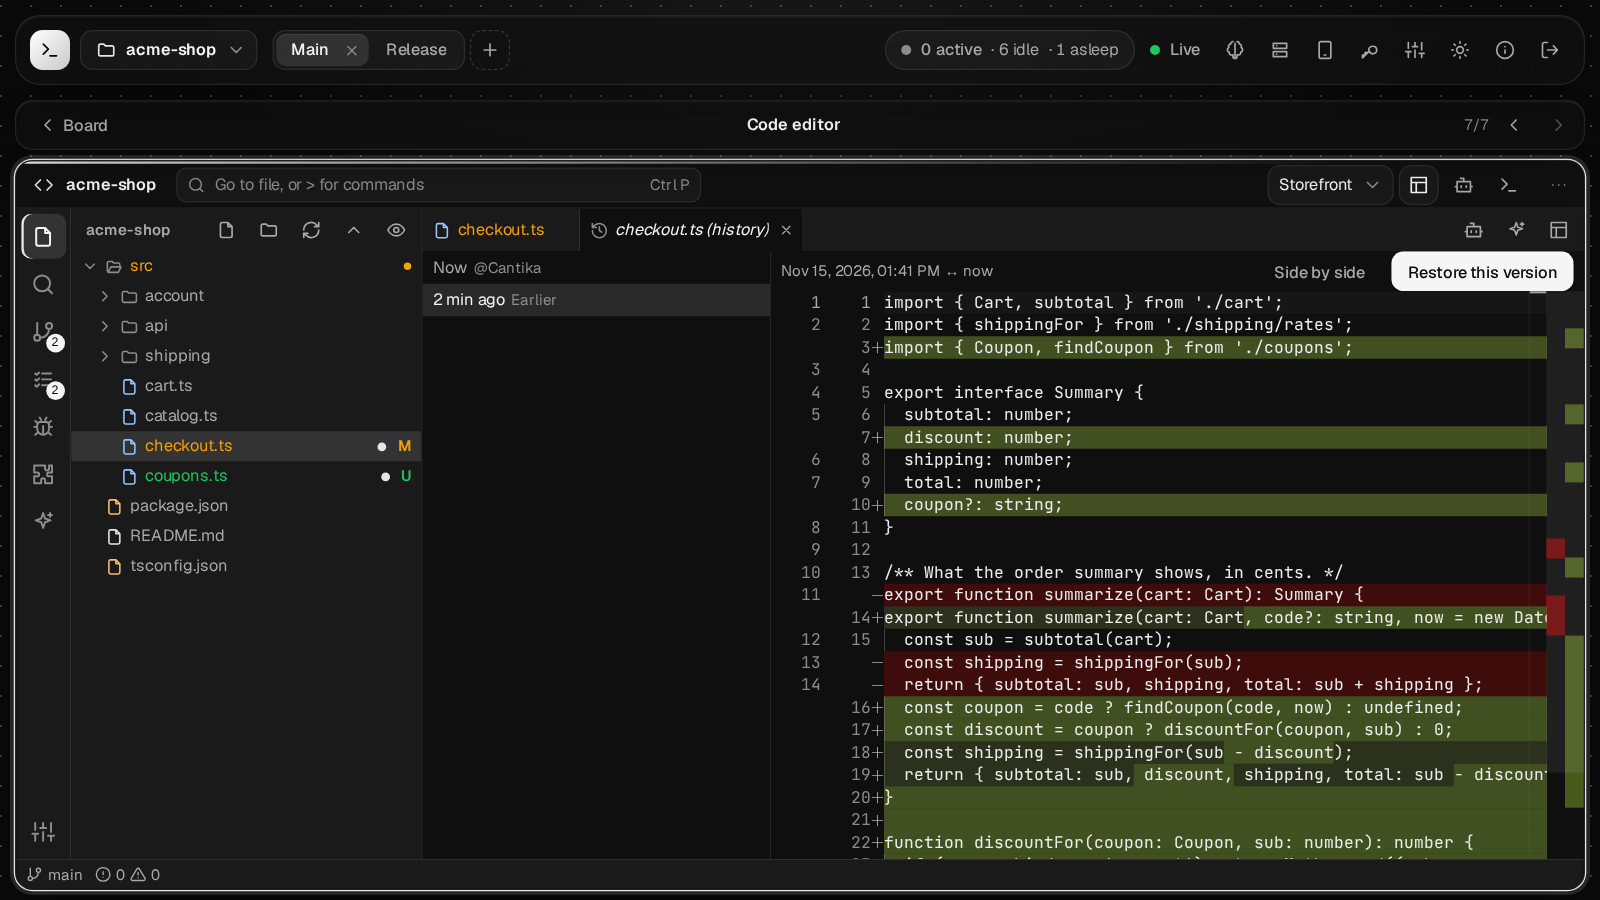 acme-shop
Main
Release
0 active · 6 idle · 1 asleep
Live
Board
Code editor
7/7
acme-shop
Go to file, or > for commands
Ctrl P
Storefront
acme-shop
checkout.ts
checkout.ts (history)
src
account
api
shipping
cart.ts
catalog.ts
checkout.ts
M
coupons.ts
U
package.json
README.md
tsconfig.json
2
2
Now @Cantika
2 min ago Earlier
Nov 15, 2026, 01:41 PM ↔ now
Side by side
Restore this version
1 1 import { Cart, subtotal } from './cart';
2 2 import { shippingFor } from './shipping/rates';
3+import { Coupon, findCoupon } from './coupons';
3 4
4 5 export interface Summary {
5 6 subtotal: number;
7+ discount: number;
6 8 shipping: number;
7 9 total: number;
10+ coupon?: string;
8 11 }
9 12
10 13 /** What the order summary shows, in cents. */
11 —export function summarize(cart: Cart): Summary {
14+export function summarize(cart: Cart, code?: string, now = new Date
12 15 const sub = subtotal(cart);
13 — const shipping = shippingFor(sub);
14 — return { subtotal: sub, shipping, total: sub + shipping };
16+ const coupon = code ? findCoupon(code, now) : undefined;
17+ const discount = coupon ? discountFor(coupon, sub) : 0;
18+ const shipping = shippingFor(sub - discount);
19+ return { subtotal: sub, discount, shipping, total: sub - discount
20+}
21+
22+function discountFor(coupon: Coupon, sub: number): number {
main
0
0